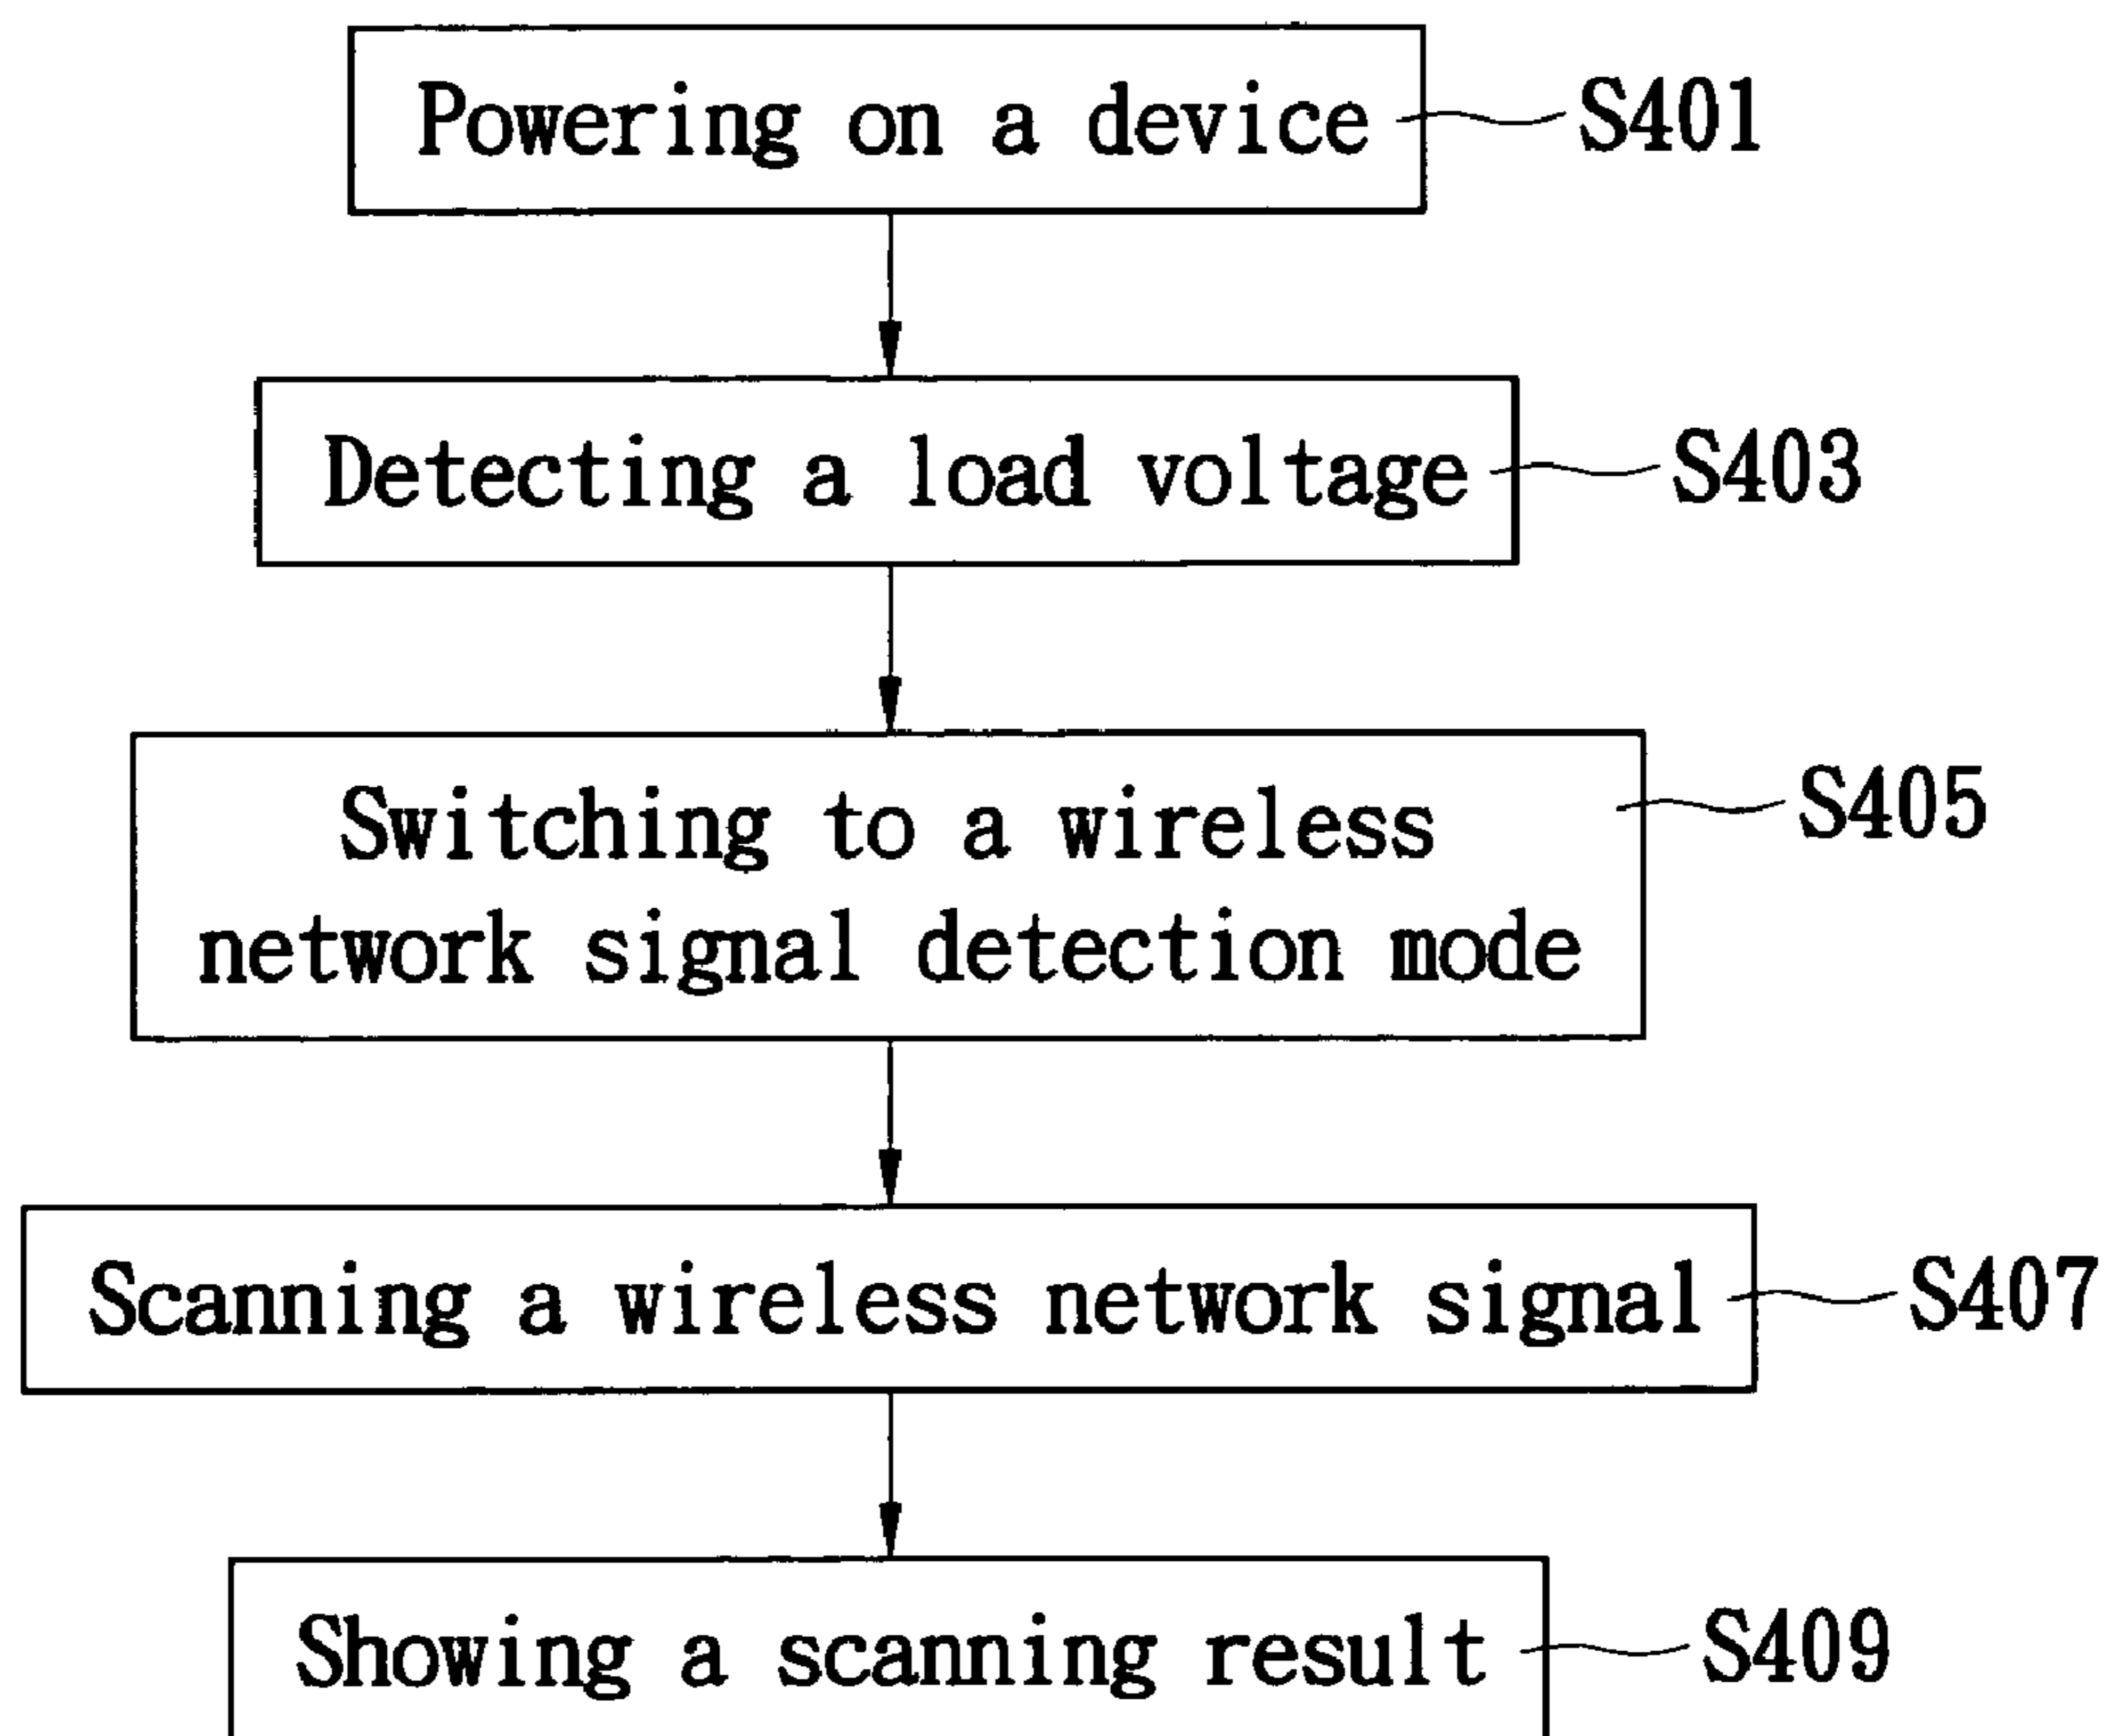 Powering on a device S401
Detecting a load voltage S403
Switching to a wireless S405
network signal detection mode
Scanning a wireless network signal S407
Showing a scanning result S409